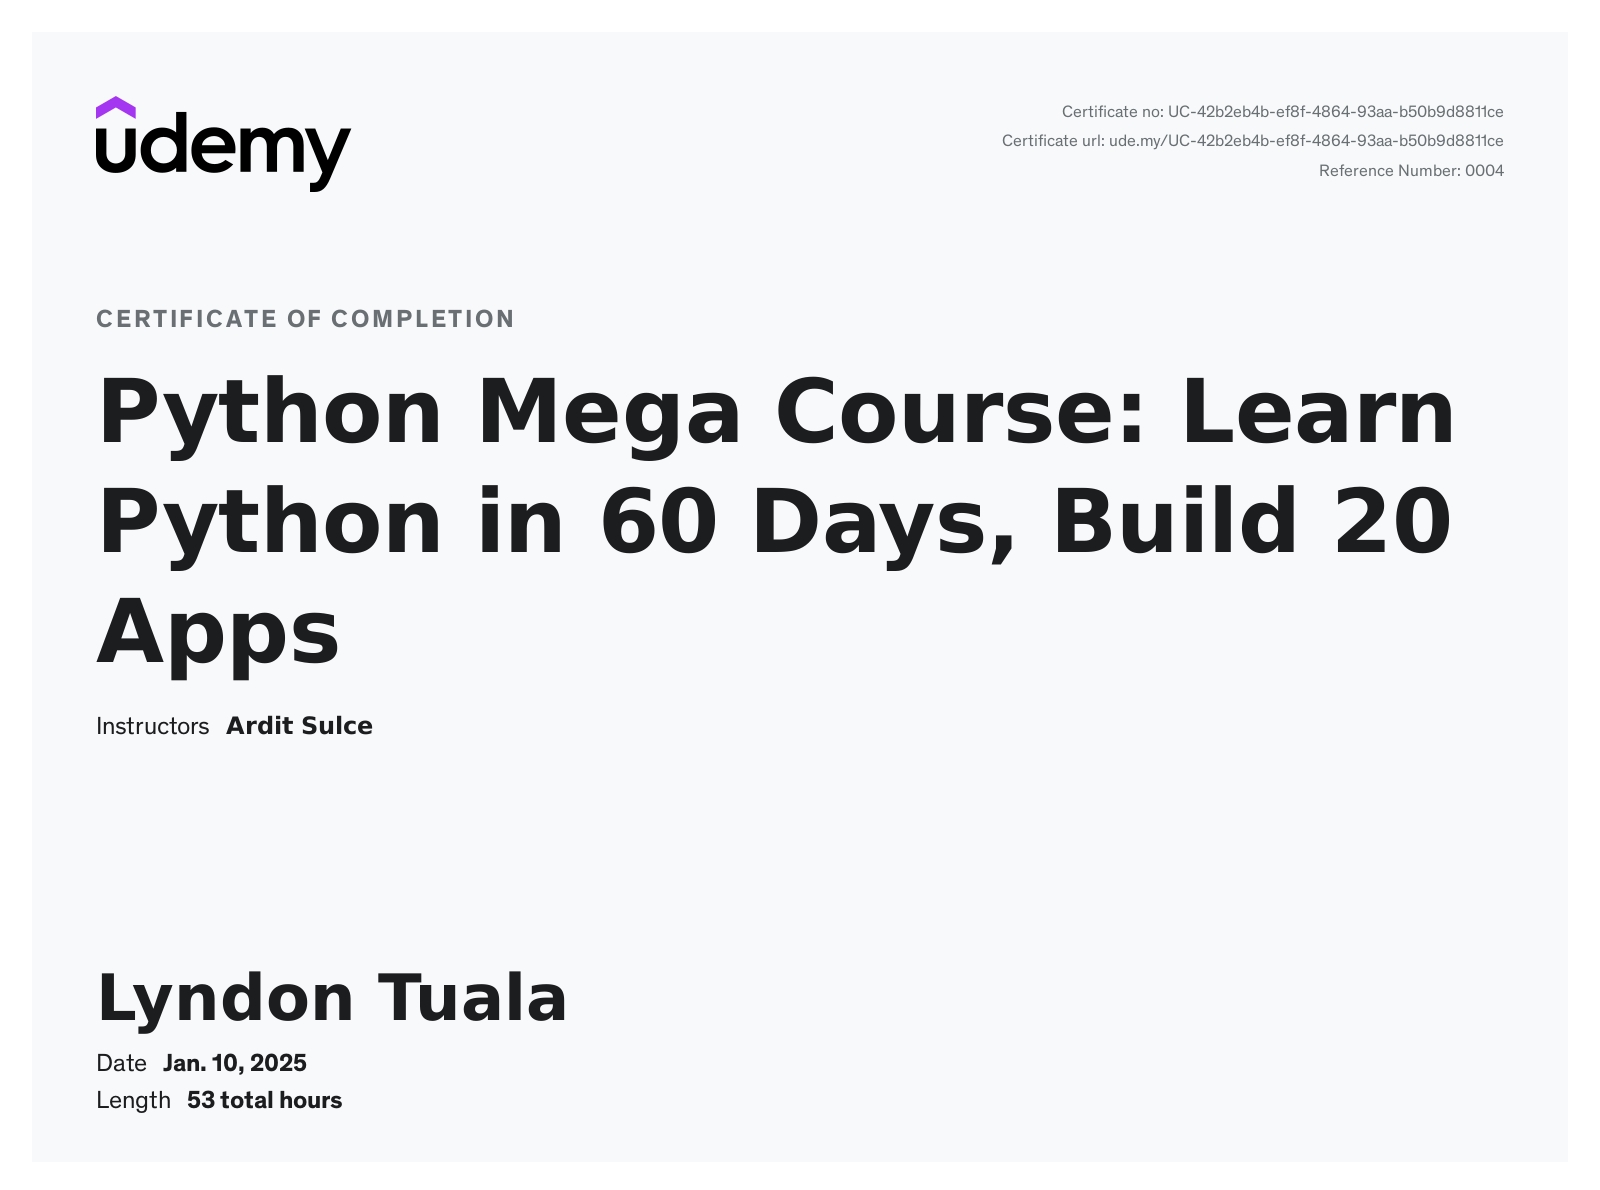 udemy
Certificate no: UC-42b2eb4b-ef8f-4864-93aa-b50b9d8811ce
Certificate url: ude.my/UC-42b2eb4b-ef8f-4864-93aa-b50b9d8811ce
Reference Number: 0004
CERTIFICATE OF COMPLETION
Python Mega Course: Learn
Python in 60 Days, Build 20
Apps
Instructors Ardit Sulce
Lyndon Tuala
Date Jan. 10, 2025
Length 53 total hours